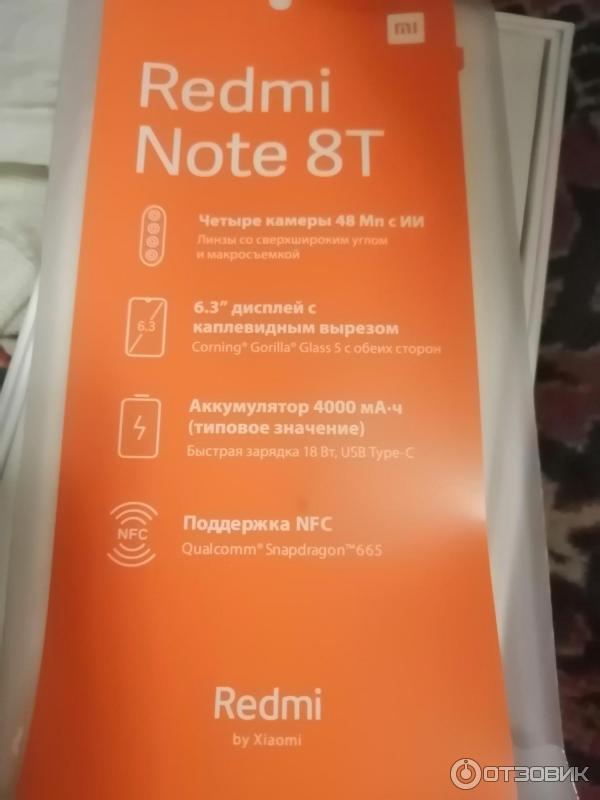 mi
Redmi
Note 8T
Четыре камеры 48 Мп с ИИ
Линзы со сверхшироким углом
и макросъемкой
6.3
6.3” дисплей с
каплевидным вырезом
Corning® Gorilla® Glass 5 с обеих сторон
Аккумулятор 4000 мА·ч
(типовое значение)
Быстрая зарядка 18 Вт, USB Type-C
NFC
Поддержка NFC
Qualcomm® Snapdragon™ 665
Redmi
by Xiaomi
ОТЗОВИК